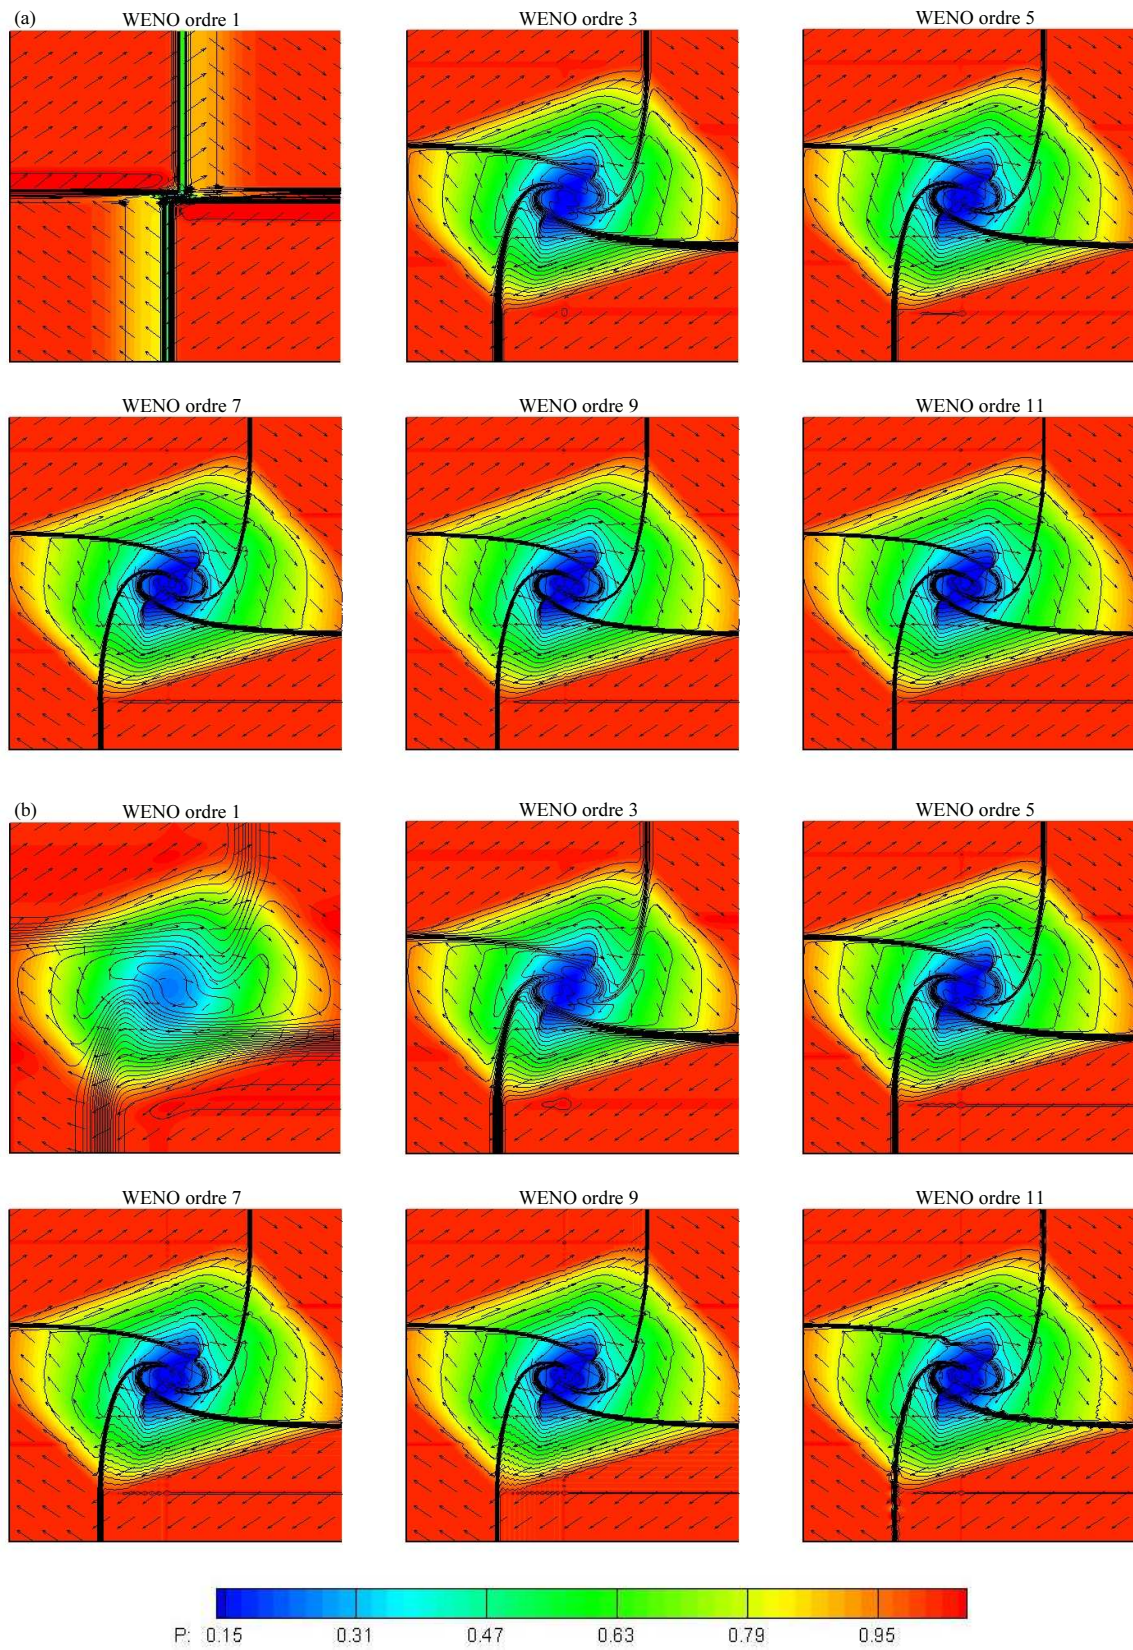 (a)
WENO ordre 1
WENO ordre 3
WENO ordre 5
WENO ordre 7
WENO ordre 9
WENO ordre 11
(b)
WENO ordre 1
WENO ordre 3
WENO ordre 5
WENO ordre 7
WENO ordre 9
WENO ordre 11
P: 0.15 0.31 0.47 0.63 0.79 0.95